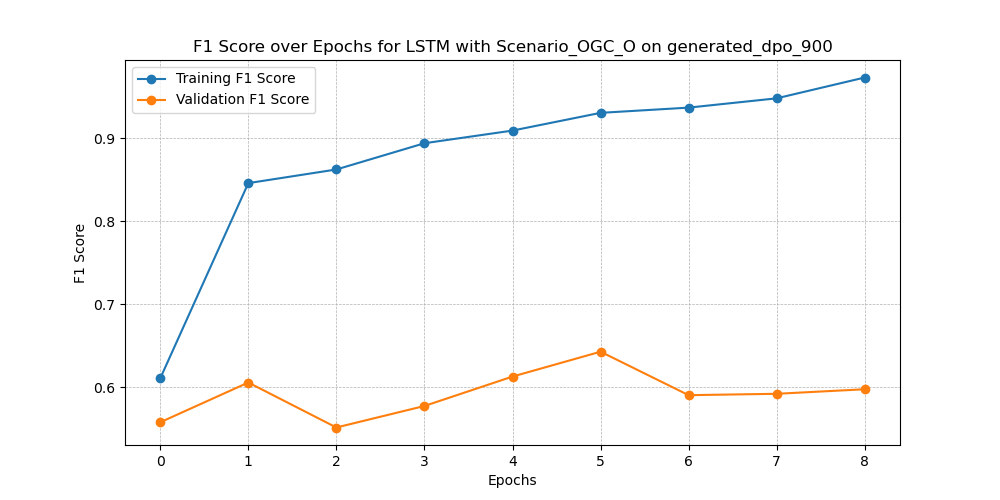 F1 Score over Epochs for LSTM with Scenario_OGC_O on generated_dpo_900
Training F1 Score
Validation F1 Score
F1 Score
0.9
0.8
0.7
0.6
0 1 2 3 4 5 6 7 8
Epochs